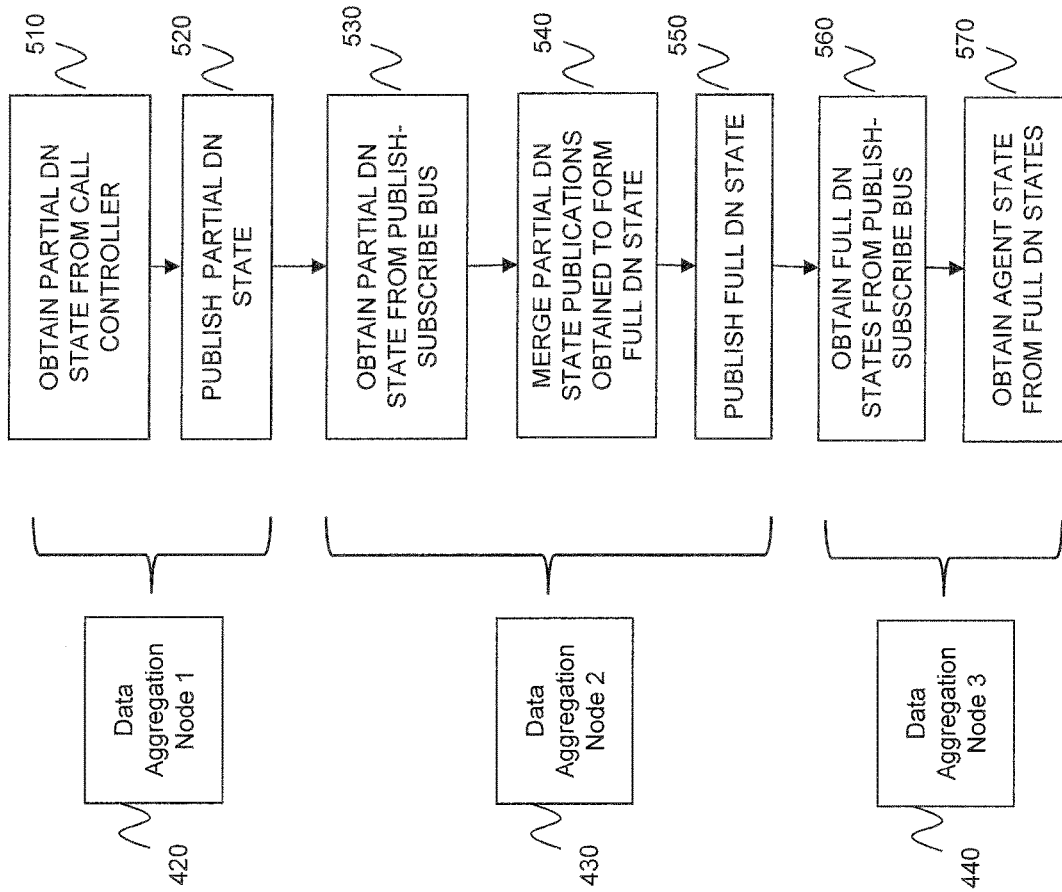 510
OBTAIN PARTIAL DN
STATE FROM CALL
CONTROLLER
520
PUBLISH PARTIAL DN
STATE
530
OBTAIN PARTIAL DN
STATE FROM PUBLISH-
SUBSCRIBE BUS
540
MERGE PARTIAL DN
STATE PUBLICATIONS
OBTAINED TO FORM
FULL DN STATE
550
PUBLISH FULL DN STATE
560
OBTAIN FULL DN
STATES FROM PUBLISH-
SUBSCRIBE BUS
570
OBTAIN AGENT STATE
FROM FULL DN STATES
Data
Aggregation
Node 1
420
Data
Aggregation
Node 2
430
Data
Aggregation
Node 3
440